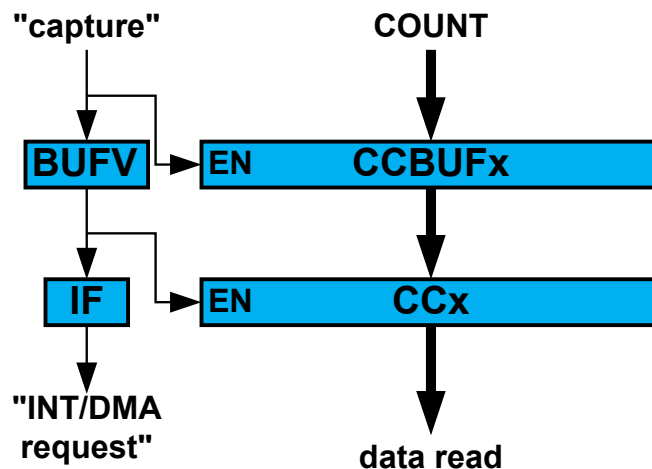 "capture"
COUNT
BUFV
EN
CCBUFx
IF
EN
CCx
"INT/DMA
request"
data read